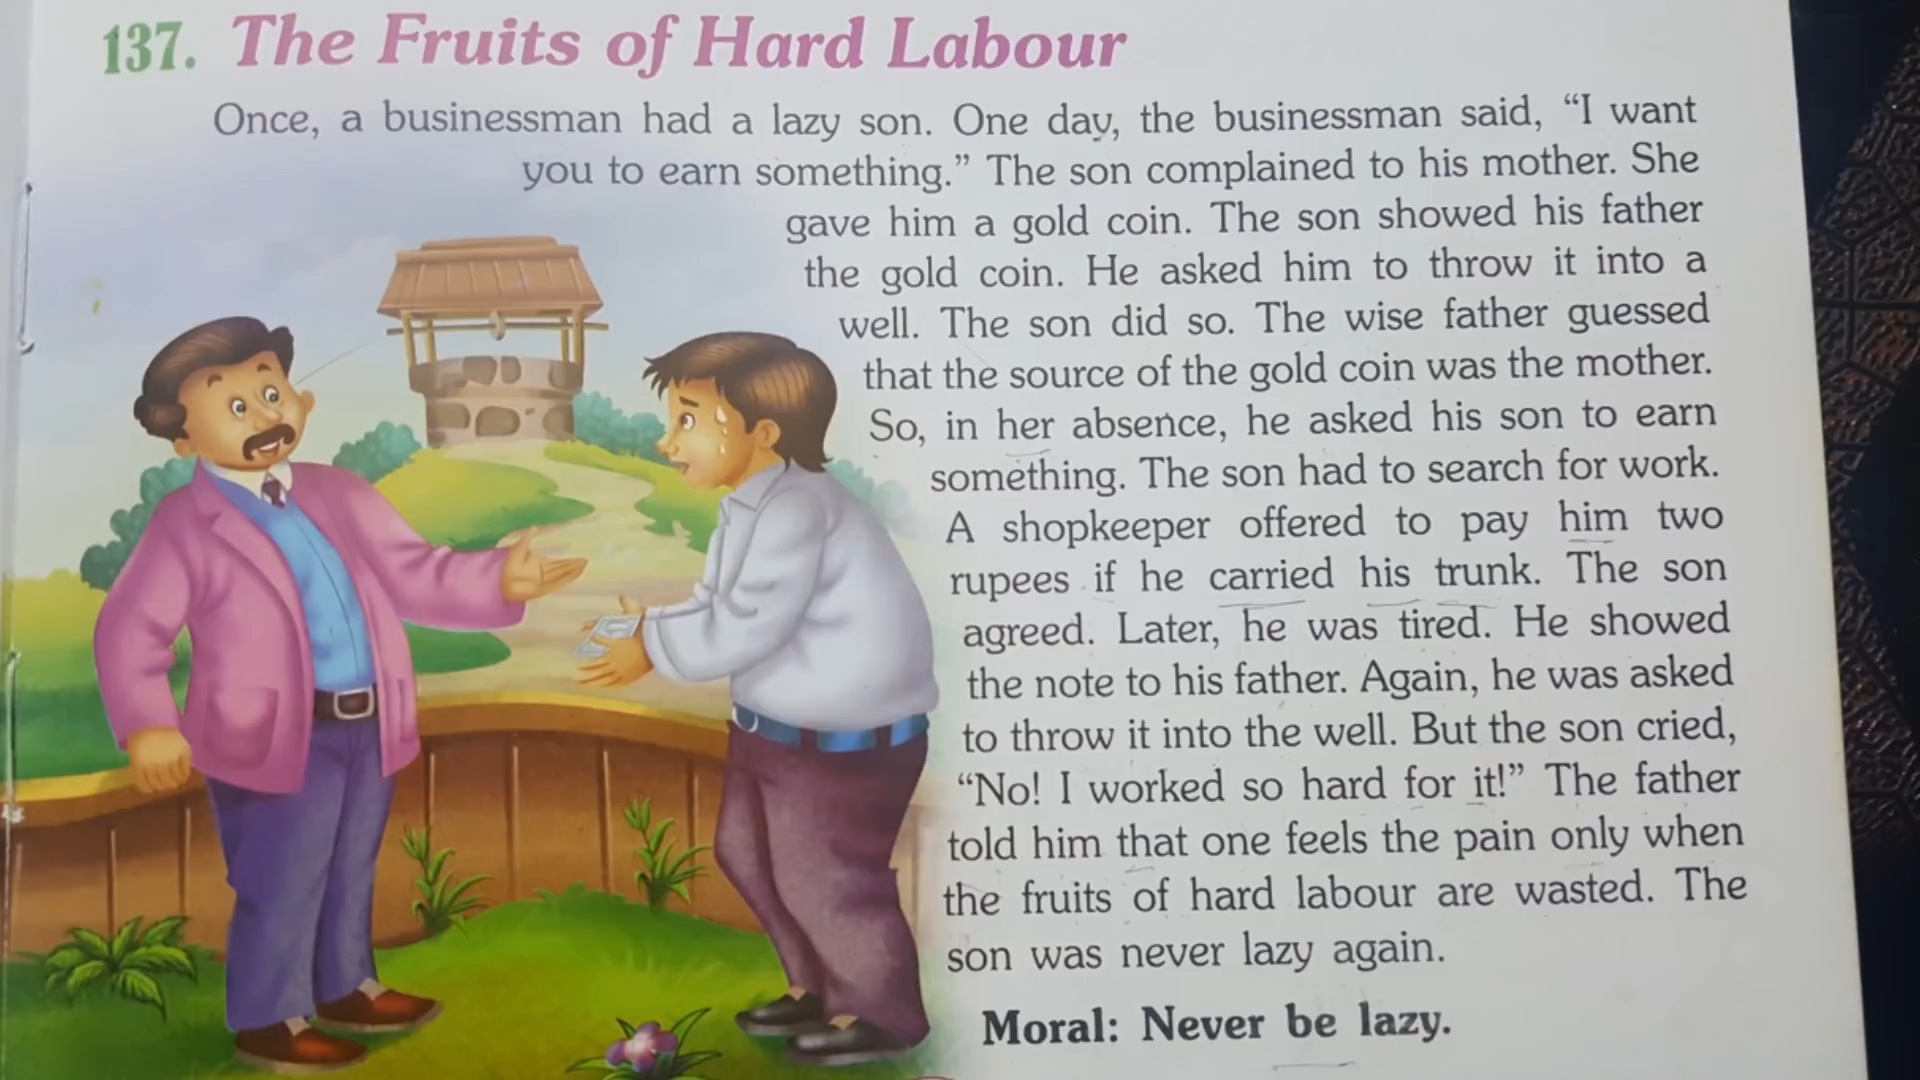 137. The Fruits of Hard Labour
Once, a businessman had a lazy son. One day, the businessman said, “I want
you to earn something.” The son complained to his mother. She
gave him a gold coin. The son showed his father
the gold coin. He asked him to throw it into a
well. The son did so. The wise father guessed
that the source of the gold coin was the mother.
So, in her absence, he asked his son to earn
something. The son had to search for work.
A shopkeeper offered to pay him two
rupees if he carried his trunk. The son
agreed. Later, he was tired. He showed
the note to his father. Again, he was asked
to throw it into the well. But the son cried,
“No! I worked so hard for it!” The father
told him that one feels the pain only when
the fruits of hard labour are wasted. The
son was never lazy again.
Moral: Never be lazy.